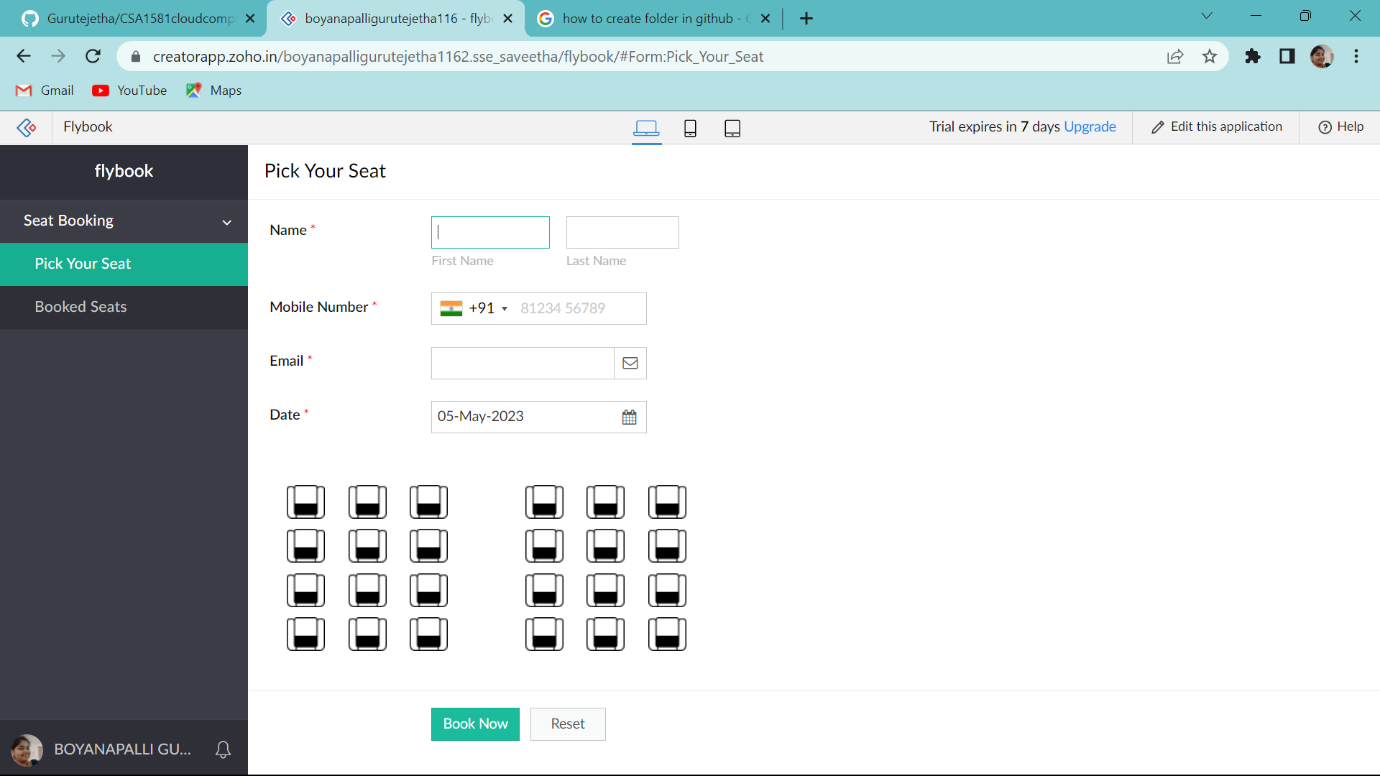 Gurutejetha/CSA1581cloudcomp
boyanapalligurutejetha116 - flyb
how to create folder in github - G
creatorapp.zoho.in/boyanapalligurutejetha1162.sse_saveetha/flybook/#Form:Pick_Your_Seat
Gmail YouTube Maps
Flybook
Trial expires in 7 days Upgrade
Edit this application
Help
flybook
Seat Booking
Pick Your Seat
Booked Seats
BOYANAPALLI GU...
Pick Your Seat
Name *
First Name Last Name
Mobile Number * +91 81234 56789
Email *
Date * 05-May-2023
Book Now Reset